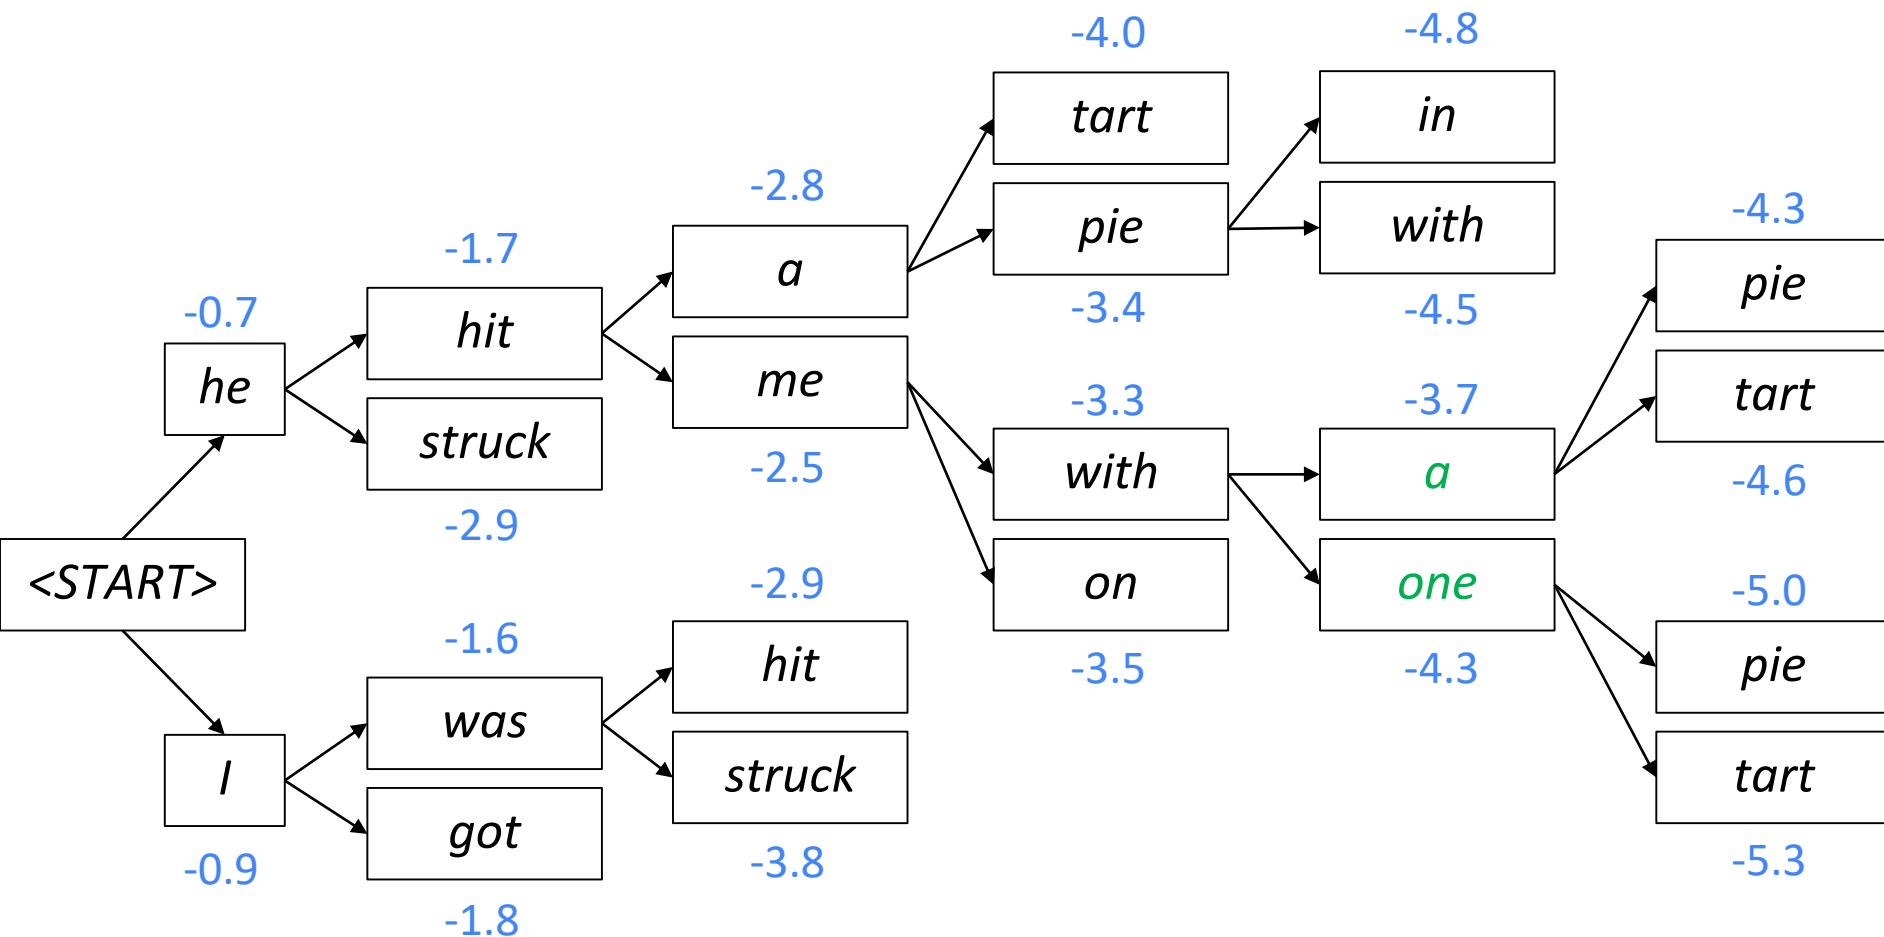 -4.0
-4.8
tart
in
-2.8
-4.3
-1.7
pie
with
a
pie
-0.7
hit
-3.4
-4.5
he
me
-3.3
-3.7
tart
struck
-2.5
with
a
-4.6
-2.9
<START>
-2.9
on
one
-5.0
-1.6
hit
-3.5
-4.3
pie
was
I
struck
tart
got
-0.9
-3.8
-5.3
-1.8